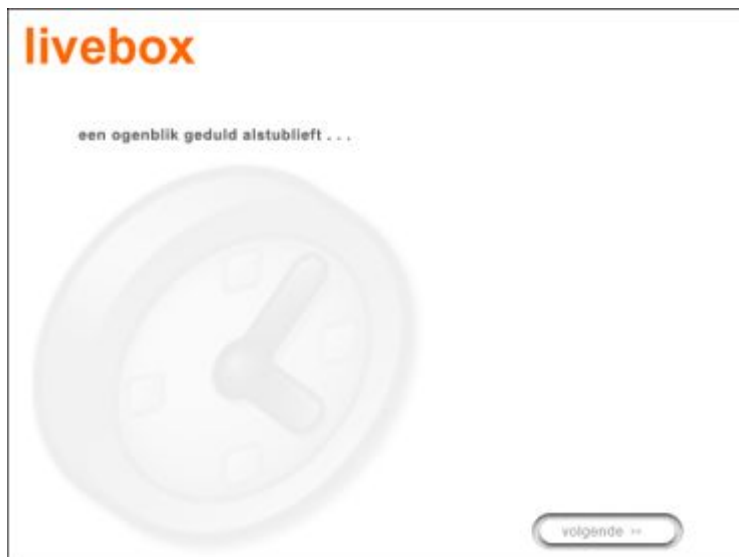 livebox
een ogenblik geduld alstublieft . . .
volgende >>